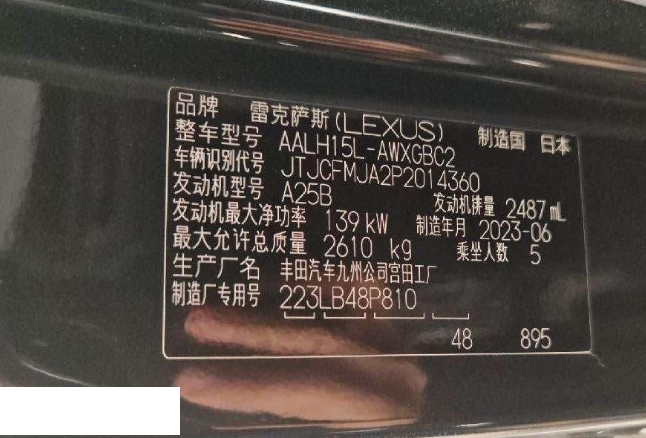 品牌 雷克萨斯(LEXUS) 制造国 日本
整车型号 AALH15L-AWXGBC2
车辆识别代号 JTJCFMJA2P2014360
发动机型号 A25B 发动机排量 2487 mL
发动机最大净功率 139 kW 制造年月 2023-06
最大允许总质量 2610 kg 乘坐人数 5
生产厂名 丰田汽车九州公司宫田工厂
制造厂专用号 223LB48P810
48 895